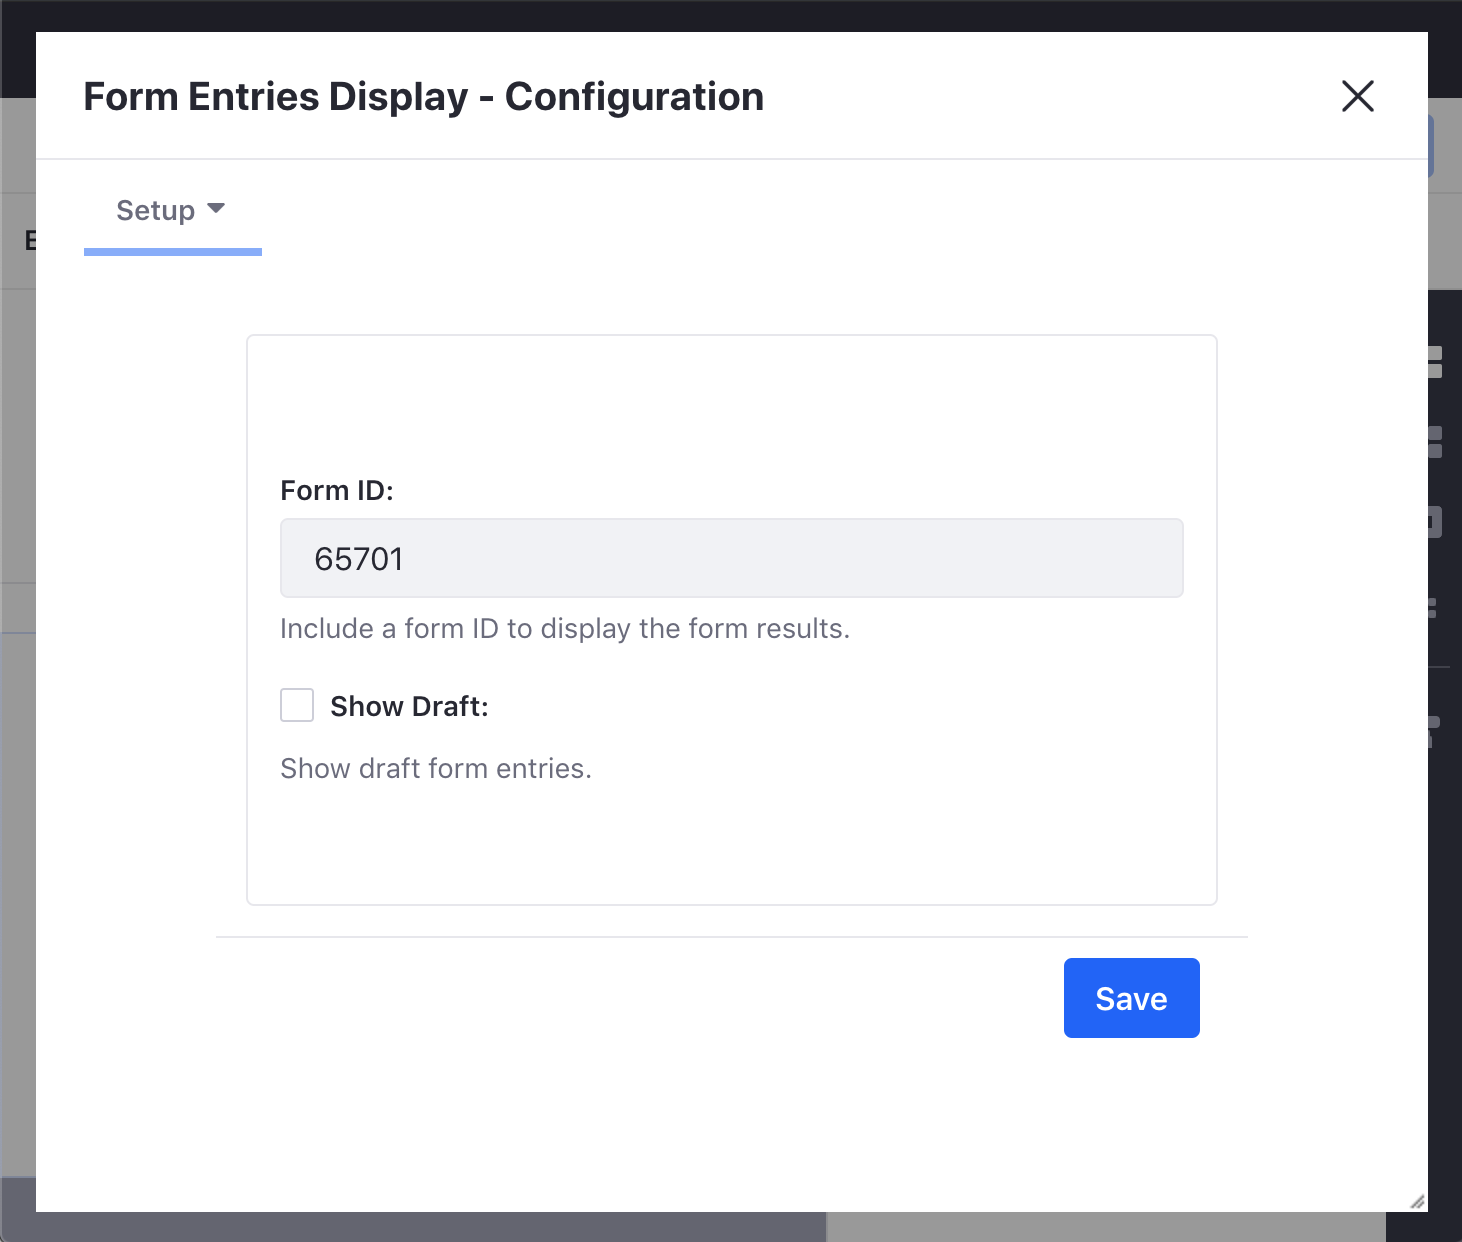 Form Entries Display - Configuration
Setup
Form ID:
65701
Include a form ID to display the form results.
Show Draft:
Show draft form entries.
Save